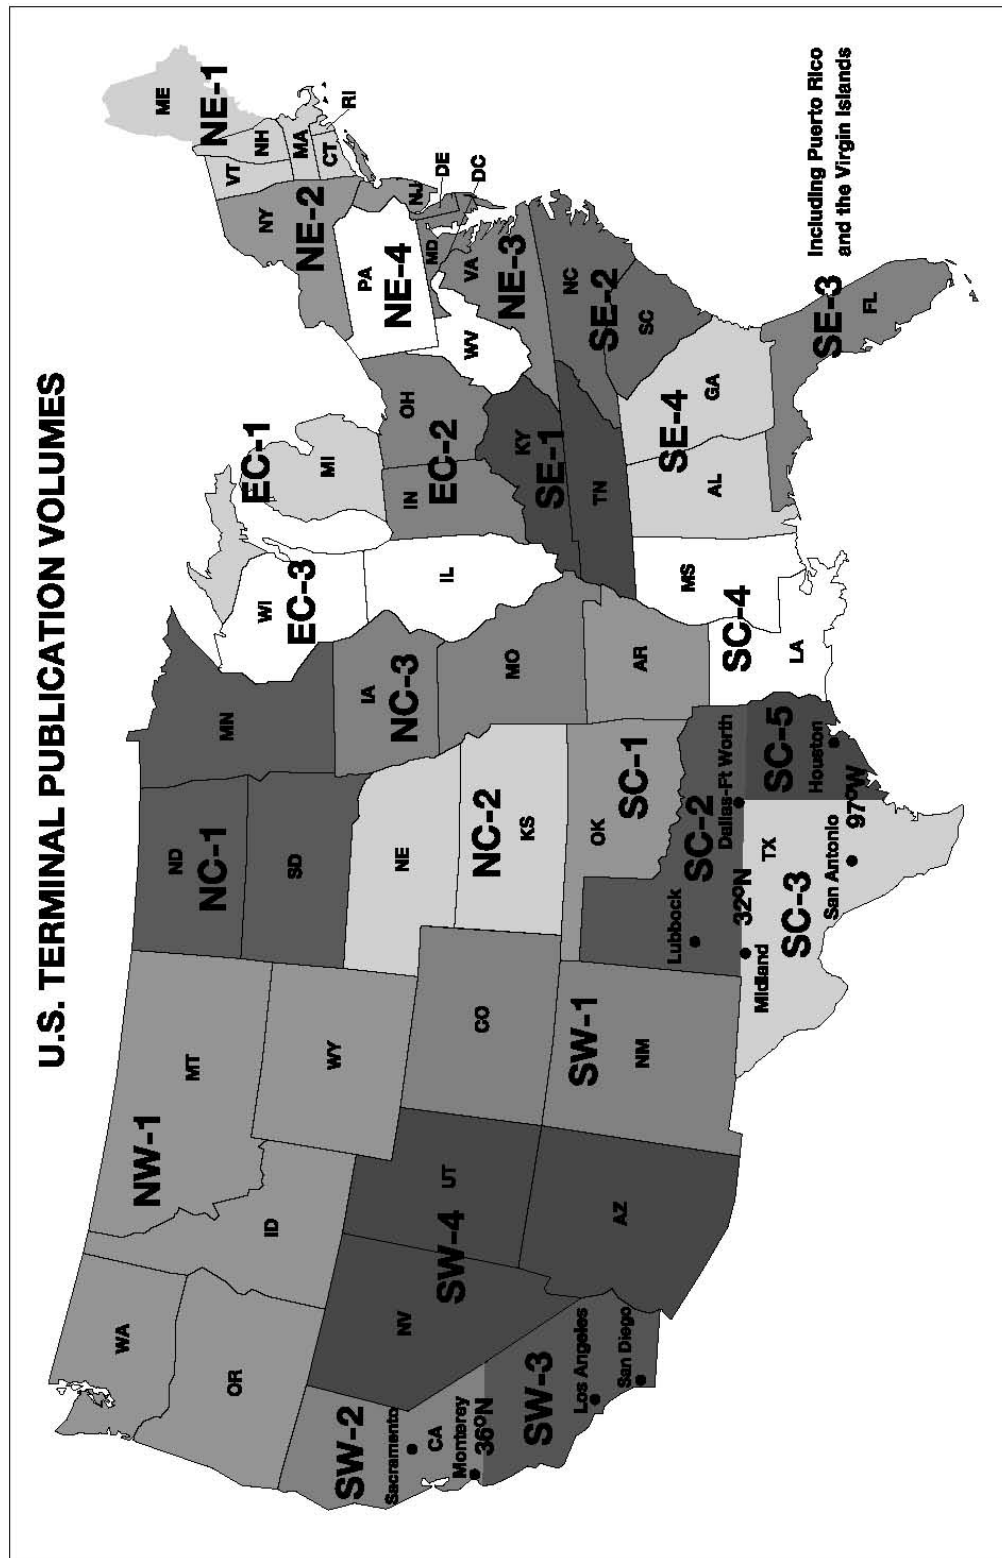 U.S. TERMINAL PUBLICATION VOLUMES
WA
OR
ID
MT
NW-1
WY
SW-2
Sacramento
CA
Monterey
36°N
SW-3
Los Angeles
San Diego
NV
UT
SW-4
AZ
CO
SW-1
NM
ND
NC-1
SD
MN
NE
NC-2
KS
IA
NC-3
MO
OK
SC-1
AR
Lubbock
SC-2
Dallas-Ft Worth
32°N
Midland
TX
SC-3
San Antonio
97°W
SC-5
Houston
SC-4
MS
LA
WI
EC-3
IL
EC-1
MI
IN
EC-2
OH
KY
SE-1
TN
NC
SE-2
SC
SE-4
AL
GA
SE-3
FL
Including Puerto Rico
and the Virgin Islands
ME
NE-1
VT
NH
MA
CT
RI
NY
NE-2
PA
NE-4
NJ
DE
DC
MD
VA
WV
NE-3